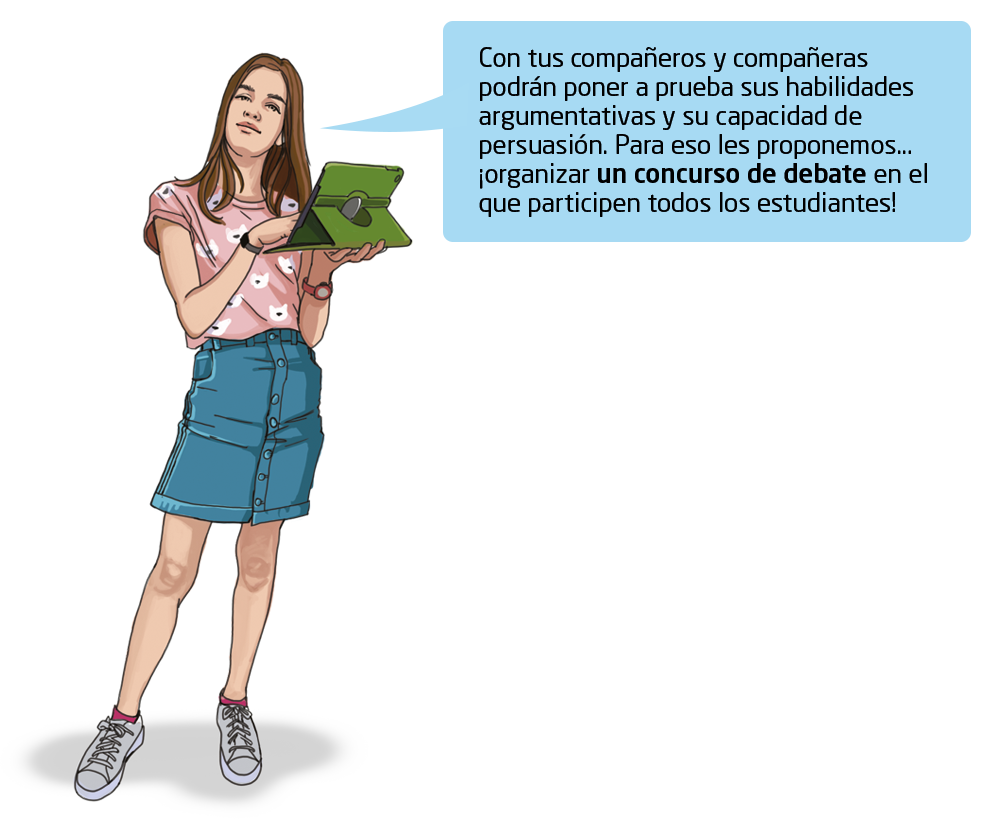 Con tus compañeros y compañeras
podrán poner a prueba sus habilidades
argumentativas y su capacidad de
persuasión. Para eso les proponemos...
¡organizar un concurso de debate en el
que participen todos los estudiantes!